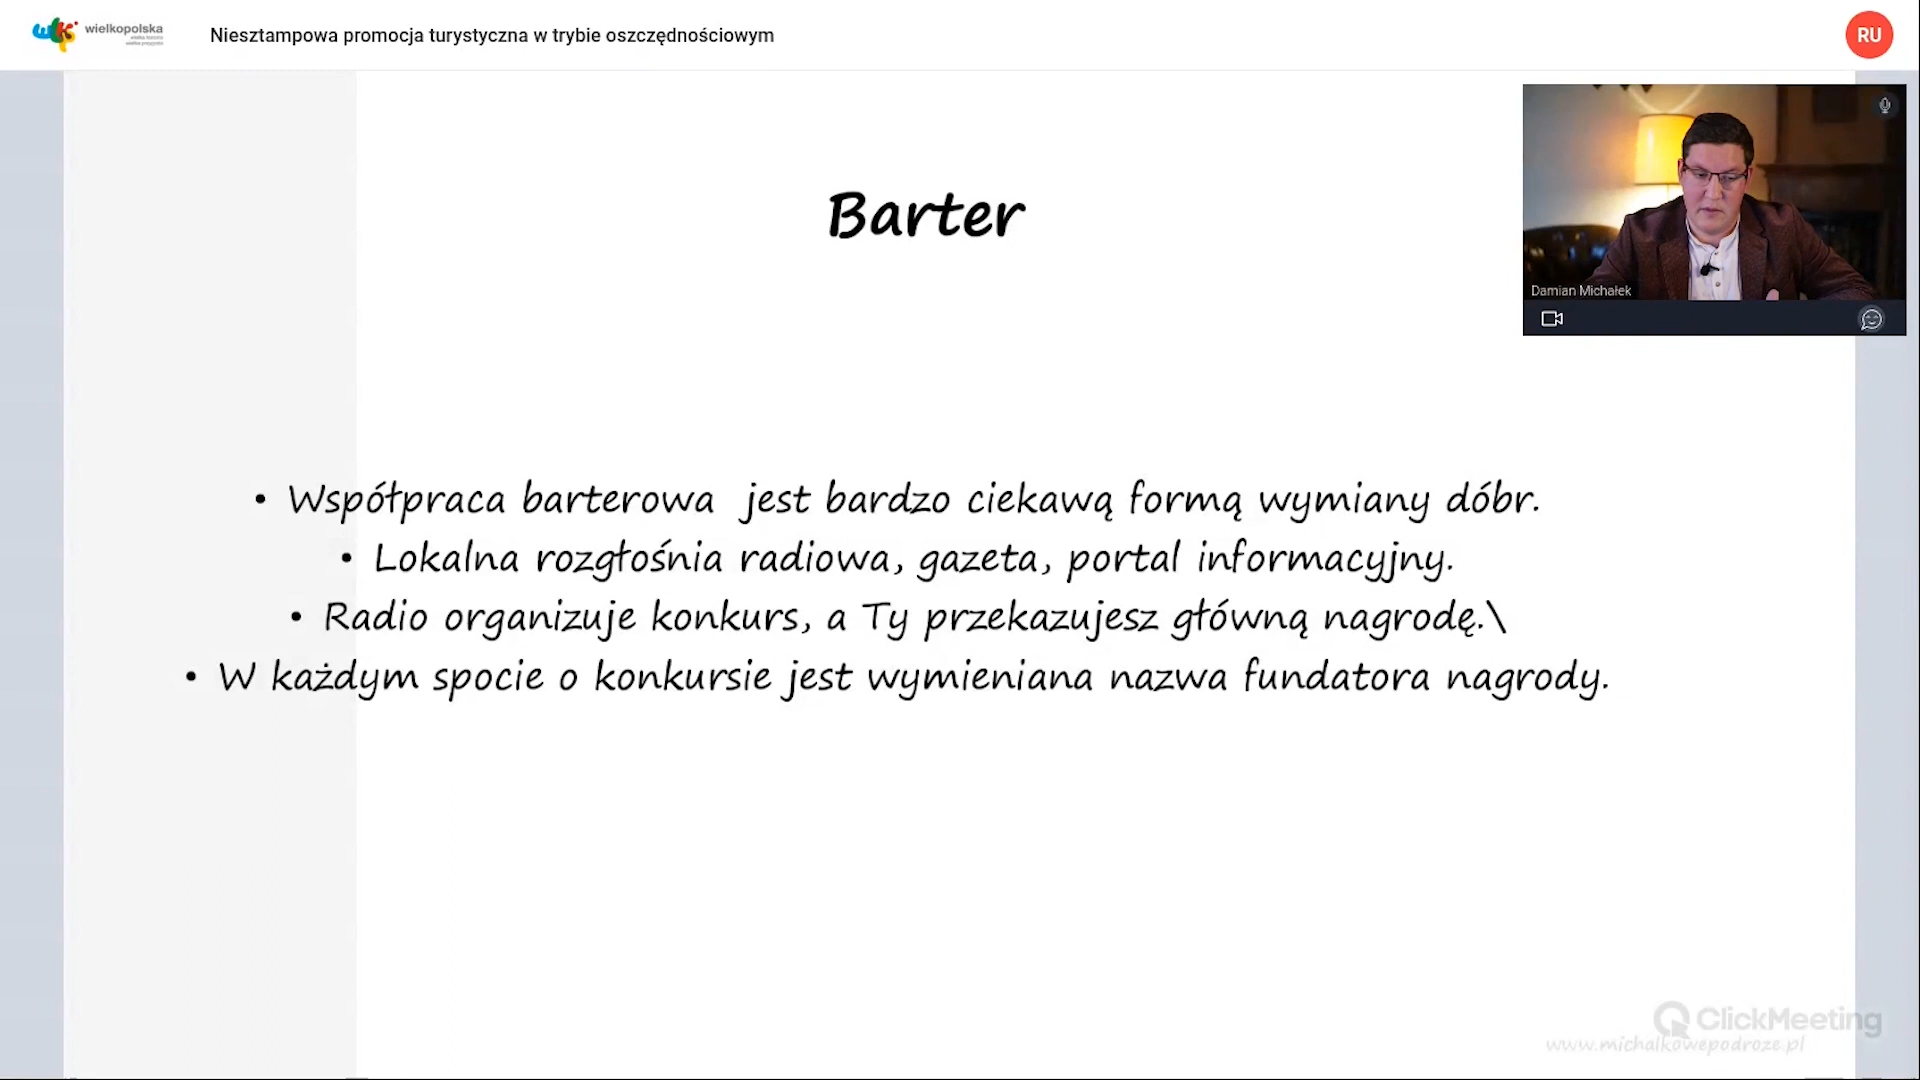 wielkopolska
Niesztampowa promocja turystyczna w trybie oszczędnościowym
RU
Damian Michałek
Barter
• Współpraca barterowa jest bardzo ciekawą formą wymiany dóbr.
• Lokalna rozgłośnia radiowa, gazeta, portal informacyjny.
• Radio organizuje konkurs, a Ty przekazujesz główną nagrodę.\
• W każdym spocie o konkursie jest wymieniana nazwa fundatora nagrody.
ClickMeeting
www.michalkowepodroze.pl